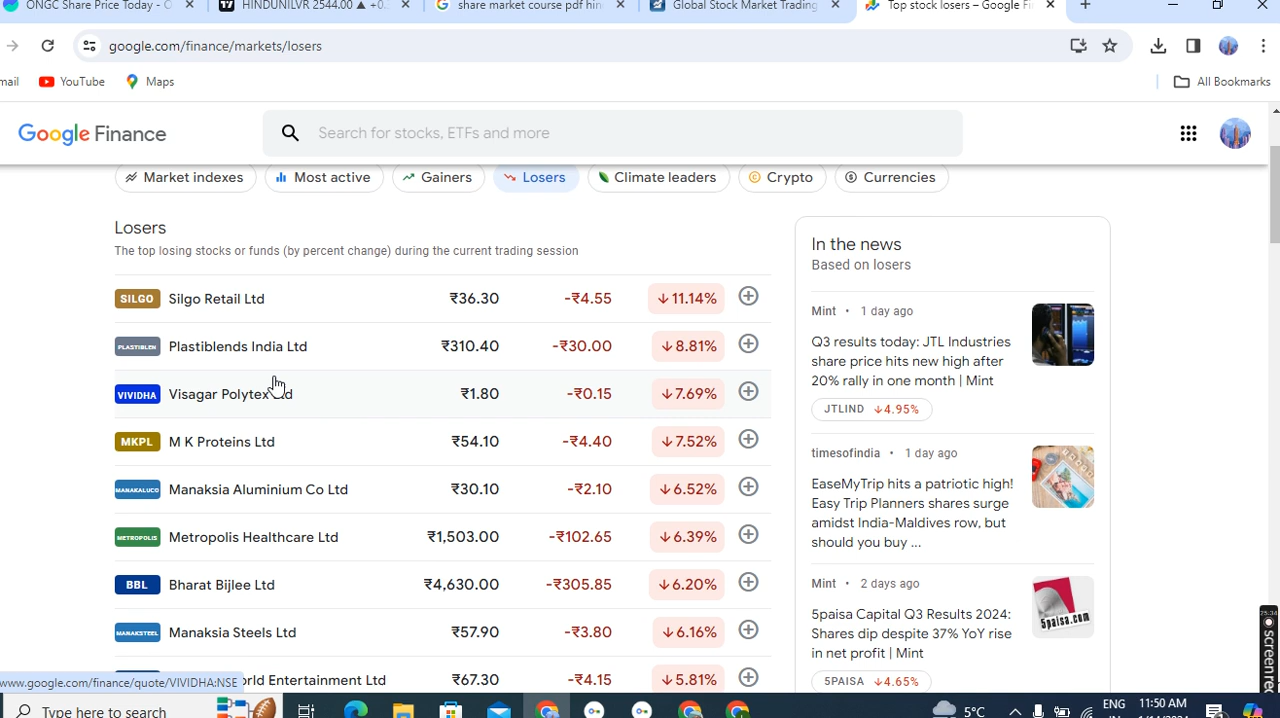 ONGC Share Price Today - O
HINDUNILVR 2544.00 ▲ +0.
share market course pdf hin
Global Stock Market Trading
Top stock losers – Google Fi
google.com/finance/markets/losers
mail
YouTube
Maps
All Bookmarks
Google Finance
Search for stocks, ETFs and more
Market indexes
Most active
Gainers
Losers
Climate leaders
Crypto
Currencies
Losers
The top losing stocks or funds (by percent change) during the current trading session
SILGO Silgo Retail Ltd ₹36.30 -₹4.55 ↓ 11.14%
PLASTIBLEN Plastiblends India Ltd ₹310.40 -₹30.00 ↓ 8.81%
VIVIDHA Visagar Polytex Ltd ₹1.80 -₹0.15 ↓ 7.69%
MKPL M K Proteins Ltd ₹54.10 -₹4.40 ↓ 7.52%
MANAKALUCO Manaksia Aluminium Co Ltd ₹30.10 -₹2.10 ↓ 6.52%
METROPOLIS Metropolis Healthcare Ltd ₹1,503.00 -₹102.65 ↓ 6.39%
BBL Bharat Bijlee Ltd ₹4,630.00 -₹305.85 ↓ 6.20%
MANAKSTEEL Manaksia Steels Ltd ₹57.90 -₹3.80 ↓ 6.16%
orld Entertainment Ltd ₹67.30 -₹4.15 ↓ 5.81%
In the news
Based on losers
Mint • 1 day ago
Q3 results today: JTL Industries
share price hits new high after
20% rally in one month | Mint
JTLIND ↓ 4.95%
timesofindia • 1 day ago
EaseMyTrip hits a patriotic high!
Easy Trip Planners shares surge
amidst India-Maldives row, but
should you buy ...
Mint • 2 days ago
5paisa Capital Q3 Results 2024:
Shares dip despite 37% YoY rise
in net profit | Mint
5PAISA ↓ 4.65%
5paisa.com
www.google.com/finance/quote/VIVIDHA:NSE
screen rec
Type here to search
5°C
ENG
11:50 AM